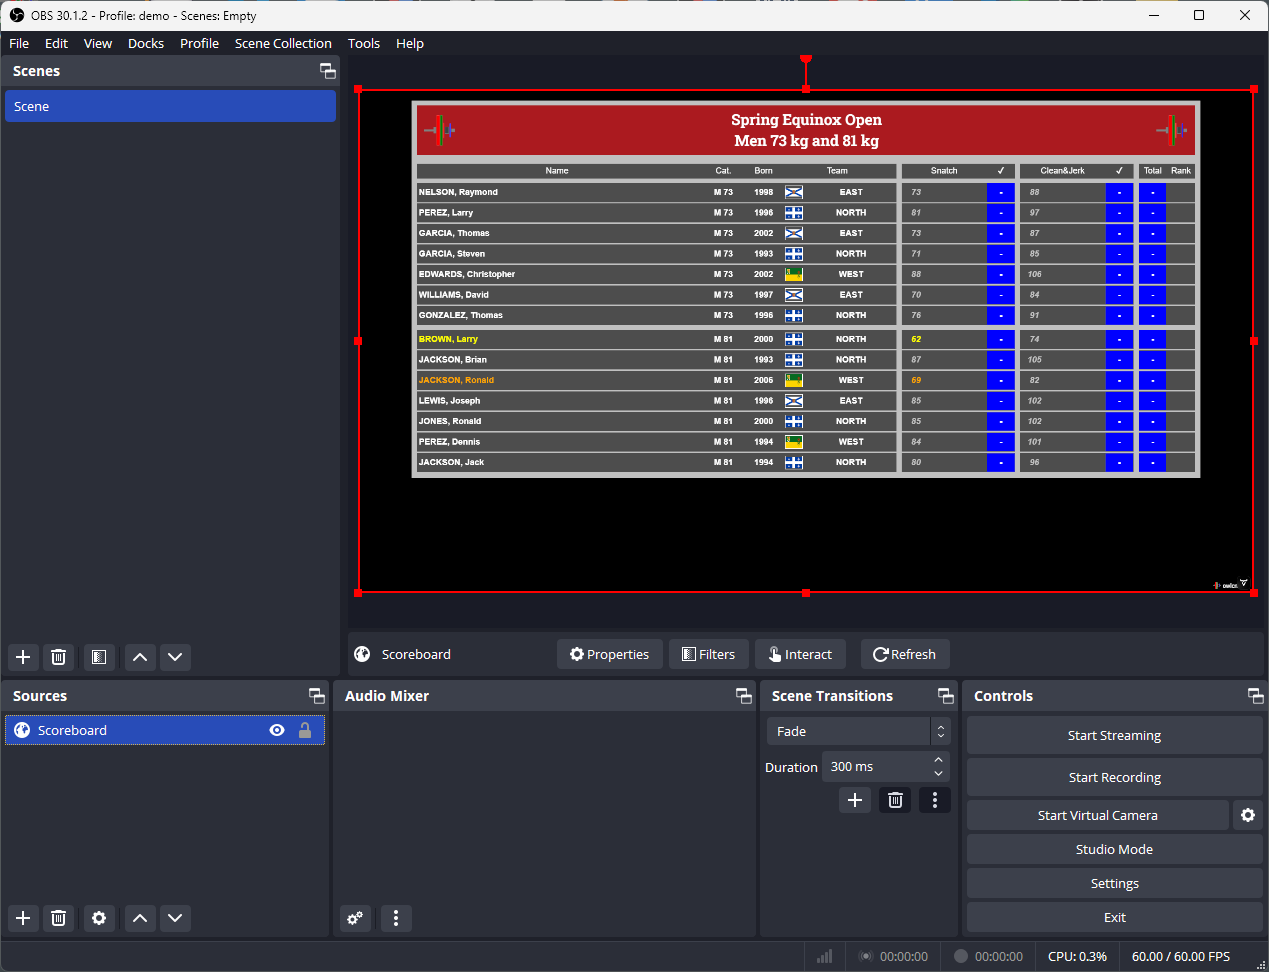 OBS 30.1.2 - Profile: demo - Scenes: Empty
File Edit View Docks Profile Scene Collection Tools Help
Scenes
Scene
Spring Equinox Open
Men 73 kg and 81 kg
Name Cat. Born Team Snatch ✓ Clean&Jerk ✓ Total Rank
NELSON, Raymond M 73 1998 EAST 73 - 88 - -
PEREZ, Larry M 73 1996 NORTH 81 - 97 - -
GARCIA, Thomas M 73 2002 EAST 73 - 87 - -
GARCIA, Steven M 73 1993 NORTH 71 - 85 - -
EDWARDS, Christopher M 73 2002 WEST 88 - 106 - -
WILLIAMS, David M 73 1997 EAST 70 - 84 - -
GONZALEZ, Thomas M 73 1996 NORTH 76 - 91 - -
BROWN, Larry M 81 2000 NORTH 62 - 74 - -
JACKSON, Brian M 81 1993 NORTH 87 - 105 - -
JACKSON, Ronald M 81 2006 WEST 69 - 82 - -
LEWIS, Joseph M 81 1996 EAST 85 - 102 - -
JONES, Ronald M 81 2000 NORTH 85 - 102 - -
PEREZ, Dennis M 81 1994 WEST 84 - 101 - -
JACKSON, Jack M 81 1994 NORTH 80 - 96 - -
owlcms
Scoreboard Properties Filters Interact Refresh
Sources
Scoreboard
Audio Mixer
Scene Transitions
Fade
Duration 300 ms
Controls
Start Streaming
Start Recording
Start Virtual Camera
Studio Mode
Settings
Exit
00:00:00 00:00:00 CPU: 0.3% 60.00 / 60.00 FPS